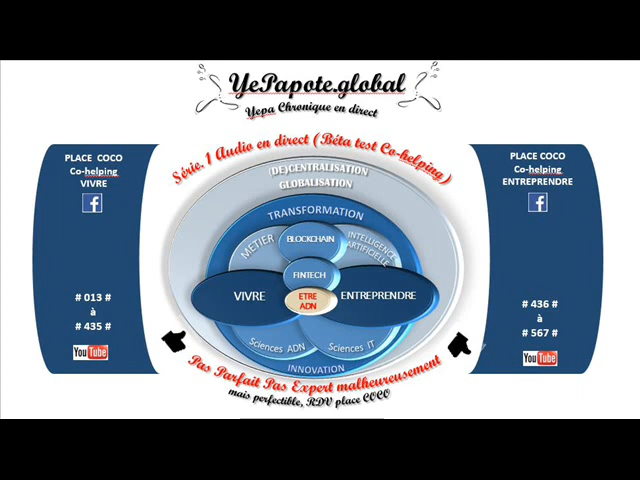 YePapote.global
Yepa Chronique en direct
Série, 1 Audio en direct (Béta test Co-helping)
PLACE COCO
Co-helping
VIVRE
# 013 #
à
# 435 #
YouTube
(DE)CENTRALISATION
GLOBALISATION
TRANSFORMATION
METIER
BLOCKCHAIN
INTELLIGENCE
ARTIFICIELLE
FINTECH
VIVRE
ETRE
ADN
ENTREPRENDRE
Sciences ADN
Sciences IT
INNOVATION
PLACE COCO
Co-helping
ENTREPRENDRE
# 436 #
à
# 567 #
YouTube
Pas Parfait Pas Expert malheureusement
mais perfectible, RDV place COCO